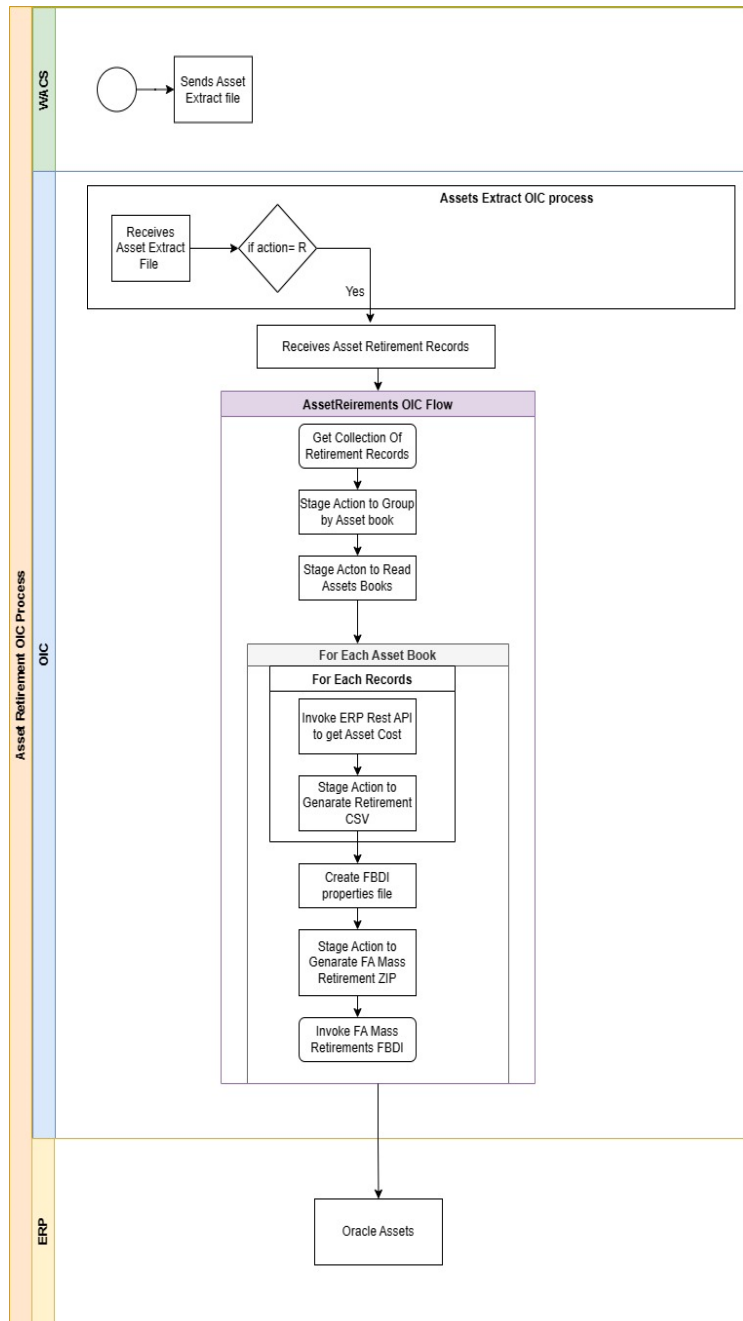 Asset Retirement OIC Process
WACS
Sends Asset
Extract file
OIC
Assets Extract OIC process
Receives
Asset Extract
File
if action= R
Yes
Receives Asset Retirement Records
AssetReirements OIC Flow
Get Collection Of
Retirement Records
Stage Action to Group
by Asset book
Stage Acton to Read
Assets Books
For Each Asset Book
For Each Records
Invoke ERP Rest API
to get Asset Cost
Stage Action to
Genarate Retirement
CSV
Create FBDI
properties file
Stage Action to
Genarate FA Mass
Retirement ZIP
Invoke FA Mass
Retirements FBDI
ERP
Oracle Assets